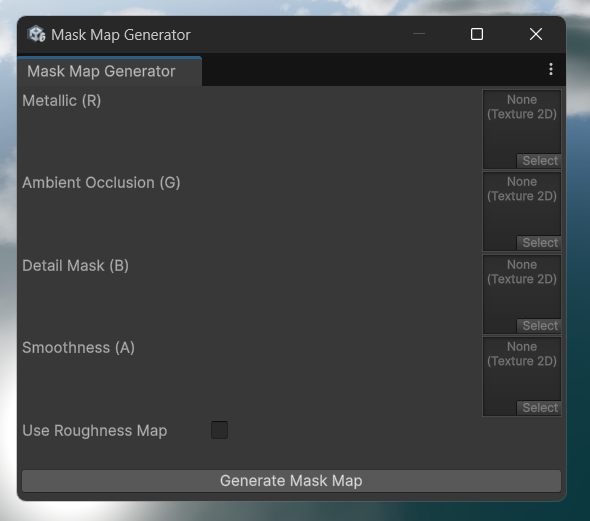 Mask Map Generator
Mask Map Generator
Metallic (R)
None
(Texture 2D)
Select
Ambient Occlusion (G)
None
(Texture 2D)
Select
Detail Mask (B)
None
(Texture 2D)
Select
Smoothness (A)
None
(Texture 2D)
Select
Use Roughness Map
Generate Mask Map